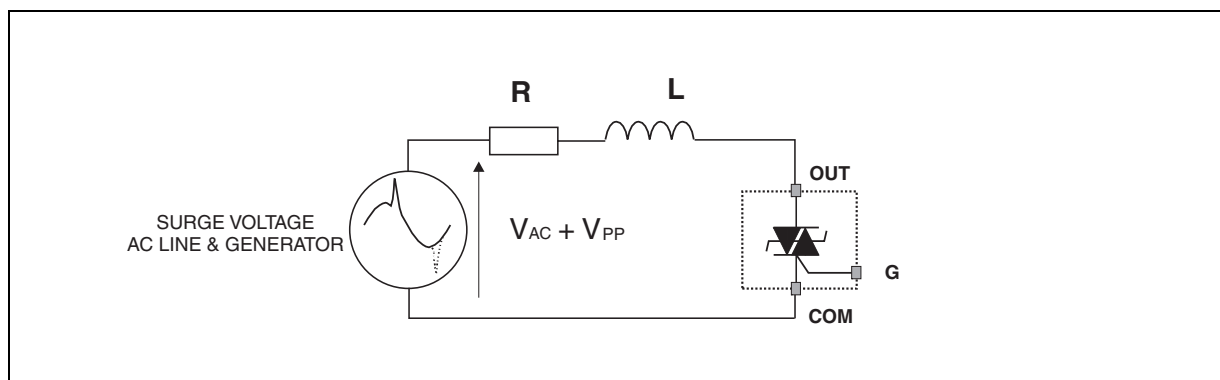 R
L
OUT
SURGE VOLTAGE
AC LINE & GENERATOR
VAC + VPP
G
COM